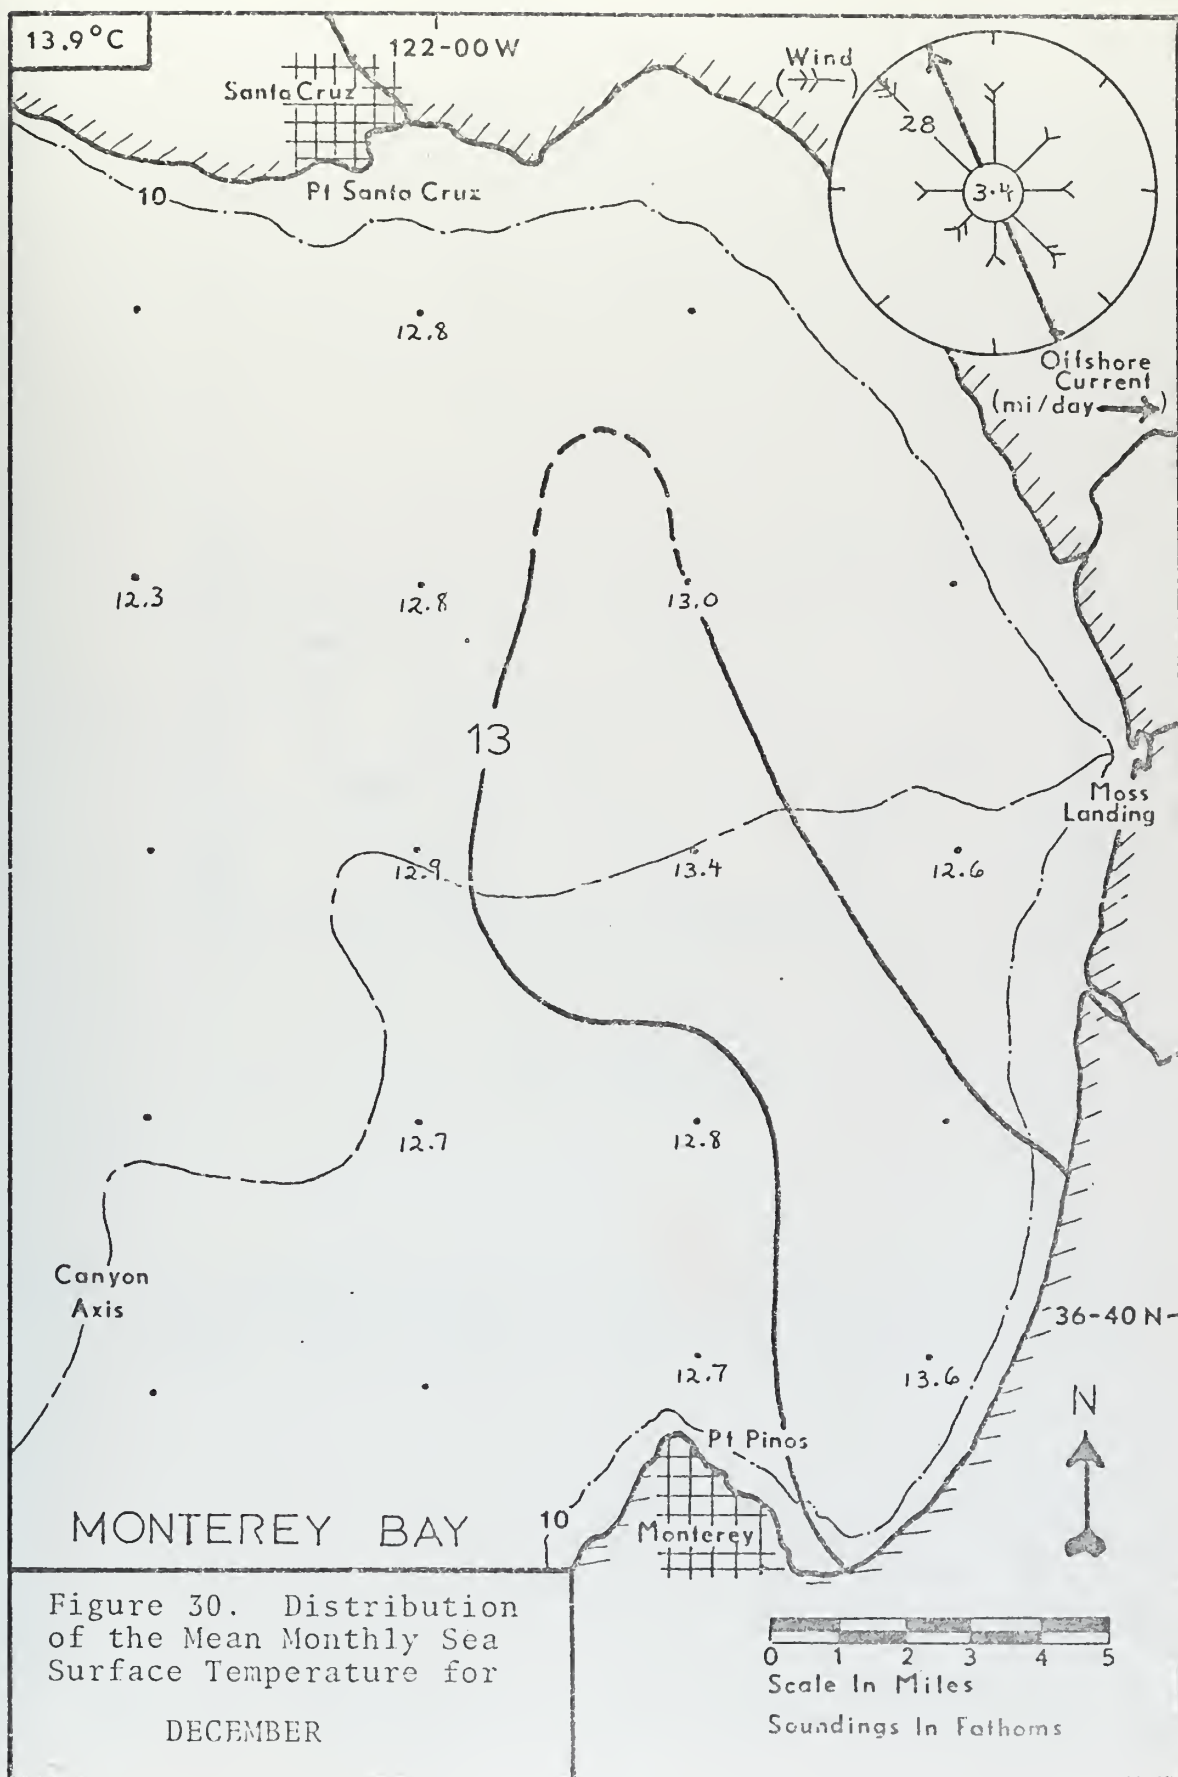 13.9°C
122-00 W
Wind
Santa Cruz
28
Pt Santa Cruz
10
3.4
12.8
Offshore
Current
(mi/day )
12.3
12.8
13.0
13
Moss
Landing
12.9
13.4
12.6
12.7
12.8
Canyon
Axis
36-40 N
12.7
13.6
N
Pt Pinos
MONTEREY BAY
10
Monterey
Figure 30. Distribution
of the Mean Monthly Sea
Surface Temperature for
DECEMBER
0 1 2 3 4 5
Scale In Miles
Soundings In Fathoms